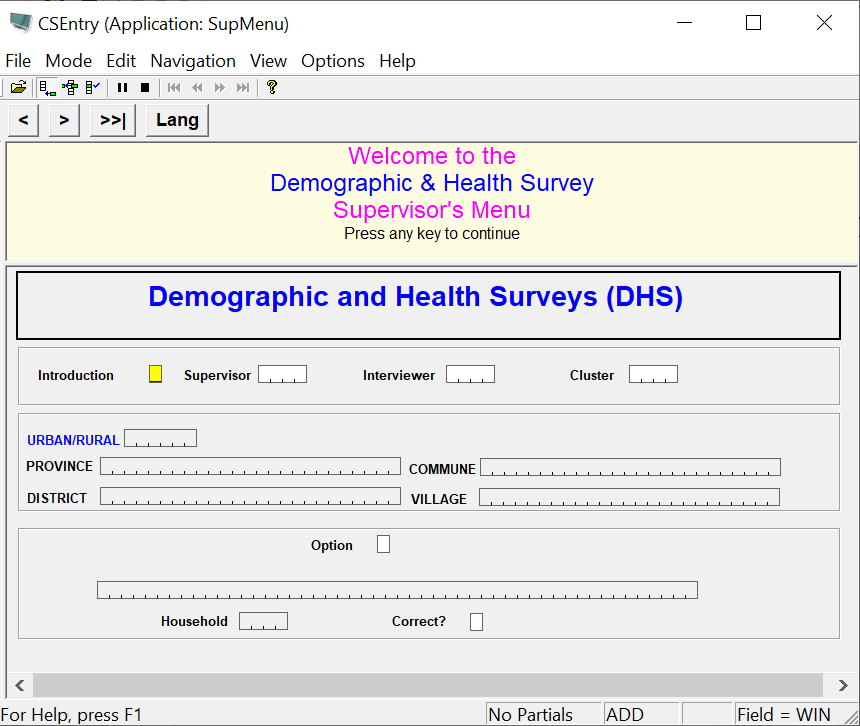 CSEntry (Application: SupMenu)
File Mode Edit Navigation View Options Help
< > >>| Lang
Welcome to the
Demographic & Health Survey
Supervisor's Menu
Press any key to continue
Demographic and Health Surveys (DHS)
Introduction Supervisor Interviewer Cluster
URBAN/RURAL
PROVINCE COMMUNE
DISTRICT VILLAGE
Option
Household Correct?
For Help, press F1 No Partials ADD Field = WIN